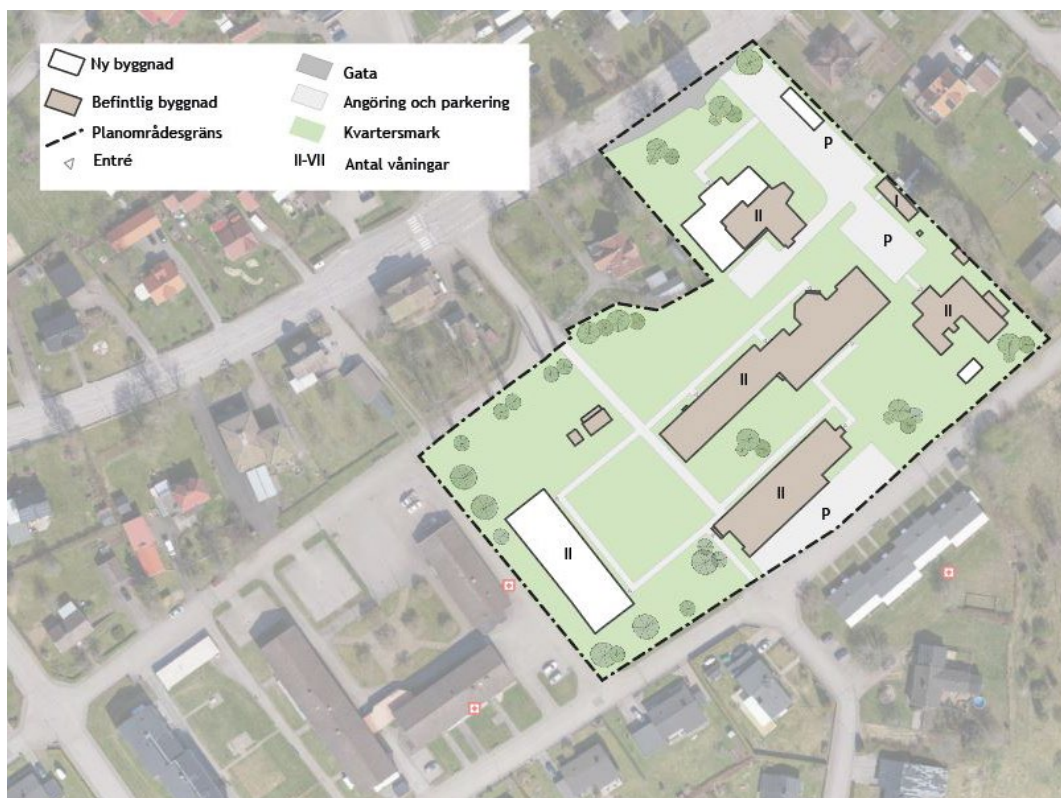 Ny byggnad
Befintlig byggnad
Planområdesgräns
Entré
Gata
Angöring och parkering
Kvartersmark
II-VII Antal våningar
P
I
P
II
II
II
II
P
II